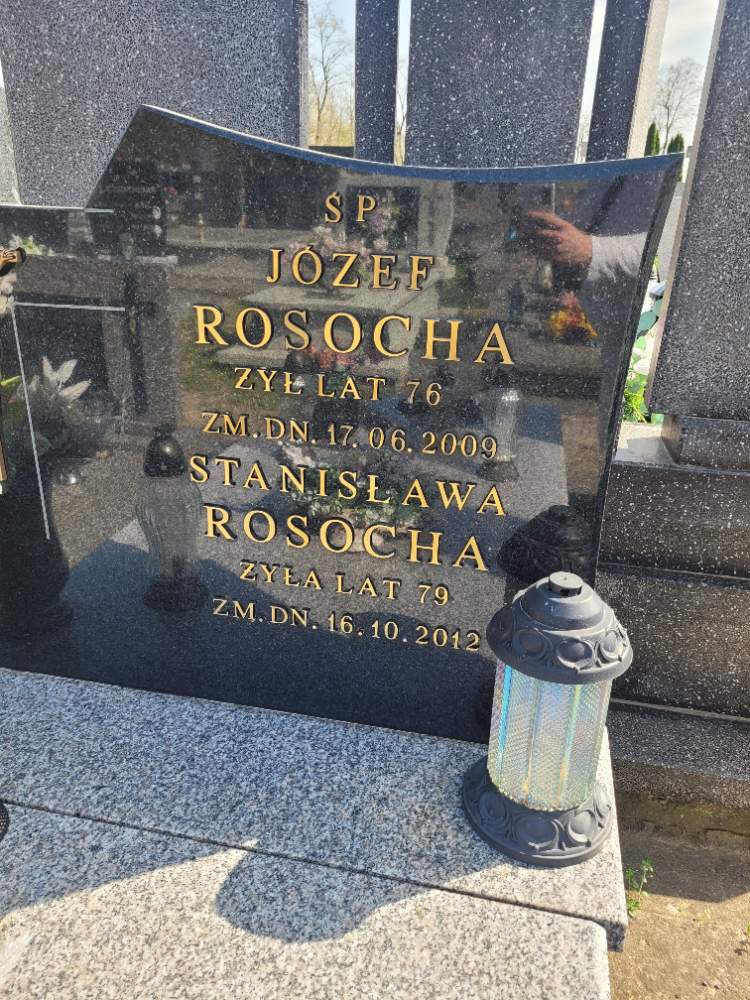 ŚP
JÓZEF
ROSOCHA
ŻYŁ LAT 76
ZM. DN. 17.06.2009
STANISŁAWA
ROSOCHA
ŻYŁA LAT 79
ZM. DN. 16.10.2012